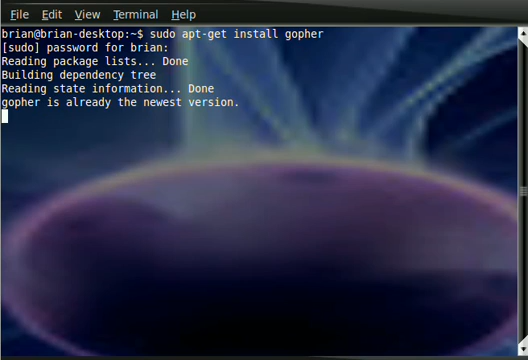 File Edit View Terminal Help
brian@brian-desktop:~$ sudo apt-get install gopher
[sudo] password for brian:
Reading package lists... Done
Building dependency tree
Reading state information... Done
gopher is already the newest version.